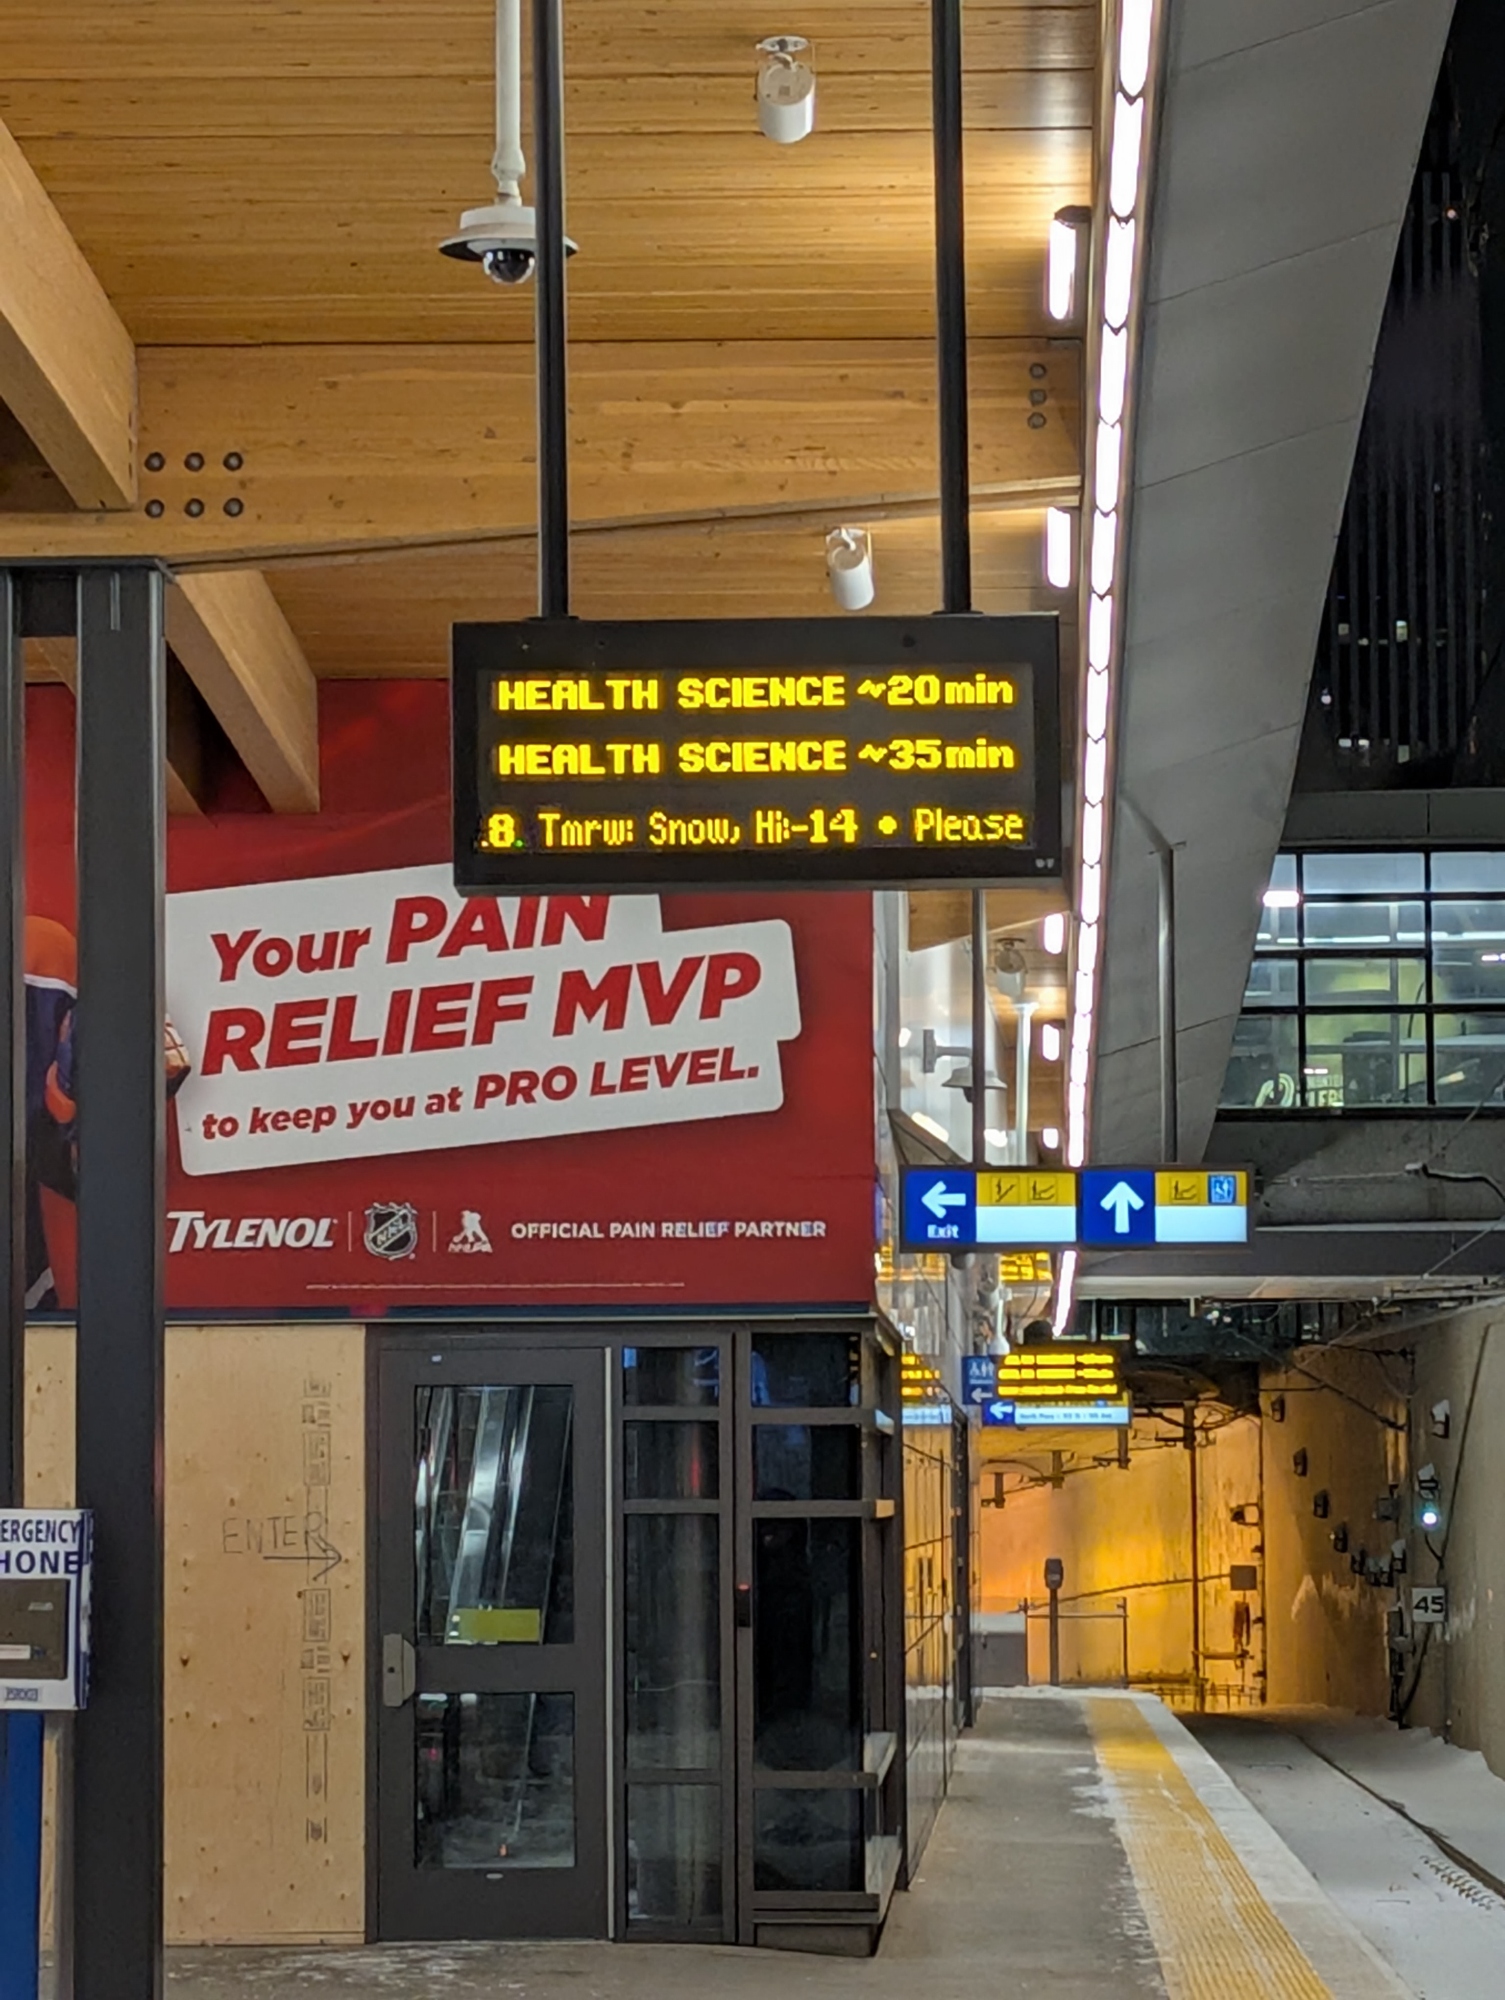 HEALTH SCIENCE ~20min
HEALTH SCIENCE ~35min
8. Tmrw: Snow, Hi:-14 • Please
Your PAIN
RELIEF MVP
to keep you at PRO LEVEL.
TYLENOL NHL OFFICIAL PAIN RELIEF PARTNER
Exit
ENTER
ERGENCY
HONE
45